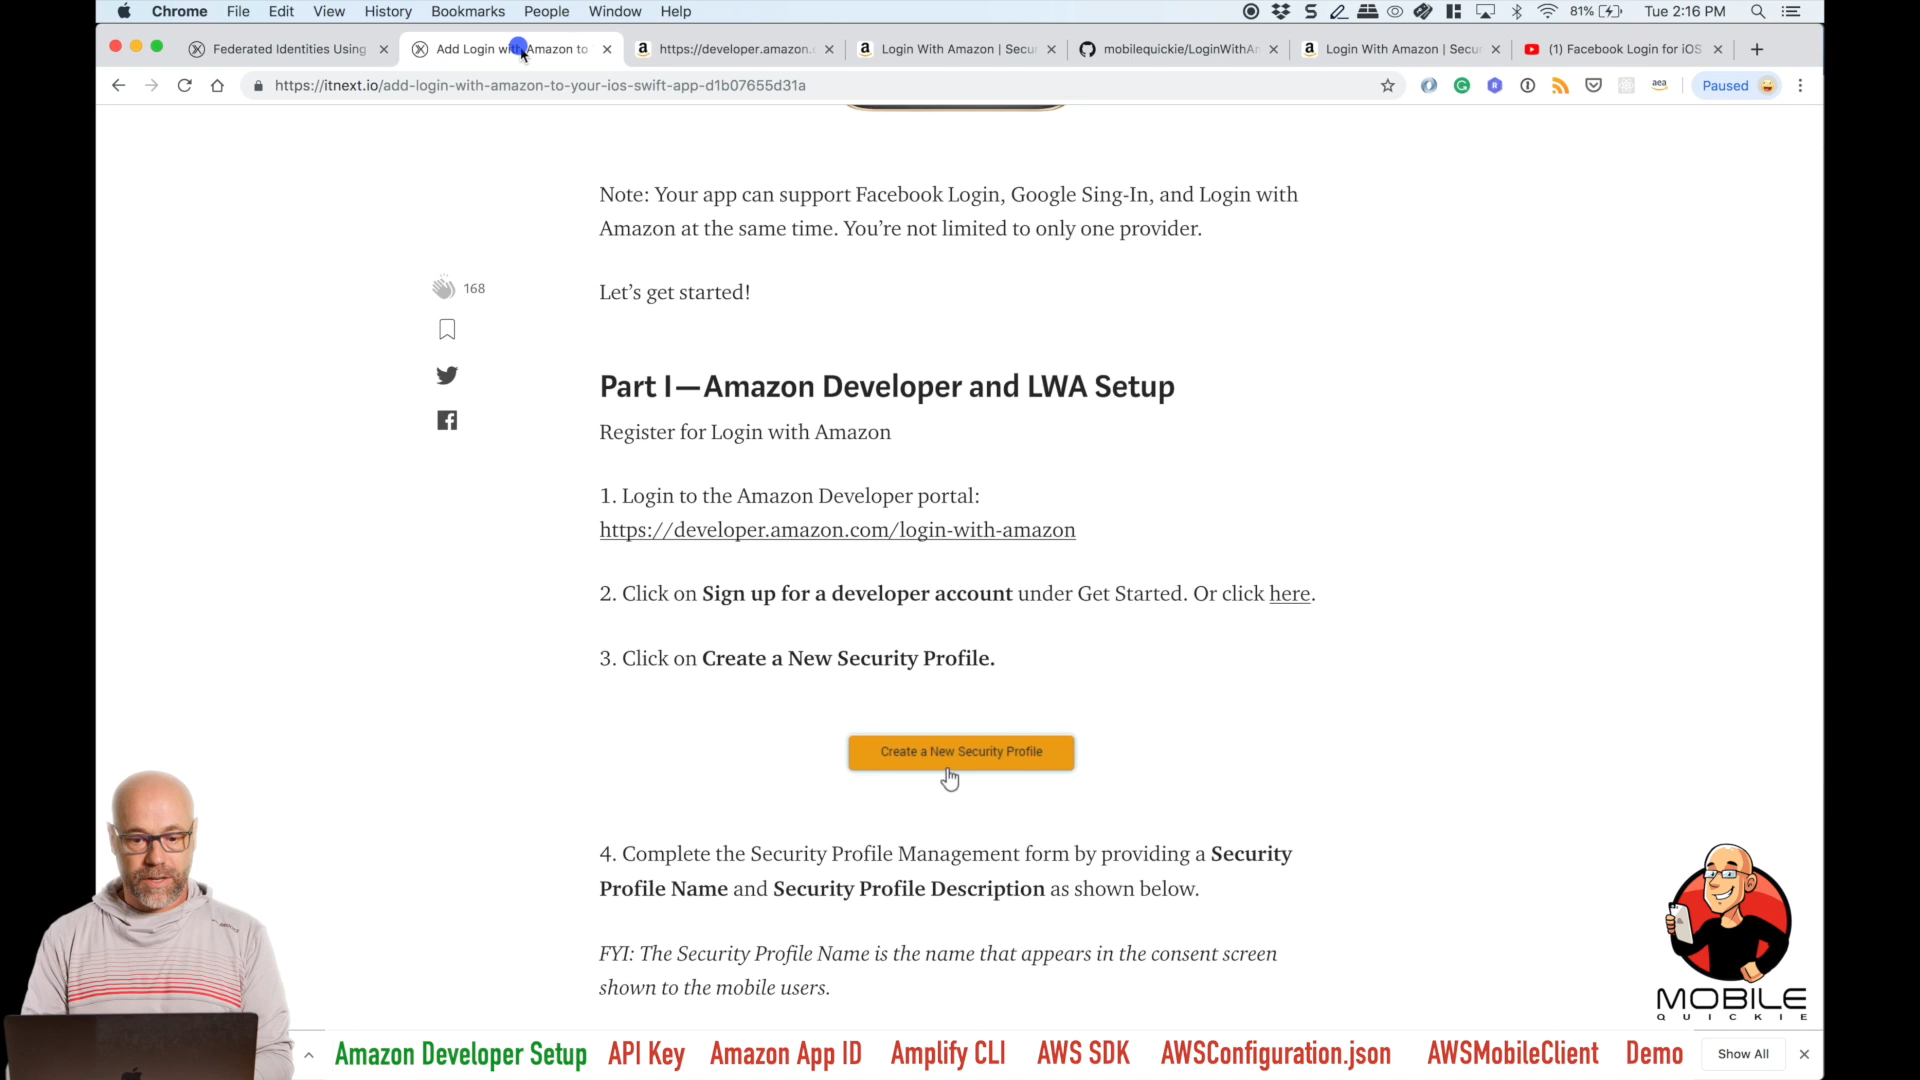 Chrome File Edit View History Bookmarks People Window Help
81% Tue 2:16 PM
Federated Identities Using
Add Login with Amazon to
https://developer.amazon.
Login With Amazon | Secu
mobilequickie/LoginWithA
Login With Amazon | Secu
(1) Facebook Login for iOS
https://itnext.io/add-login-with-amazon-to-your-ios-swift-app-d1b07655d31a
aea
Paused
Note: Your app can support Facebook Login, Google Sing-In, and Login with
Amazon at the same time. You’re not limited to only one provider.
168
Let’s get started!
Part I — Amazon Developer and LWA Setup
Register for Login with Amazon
1. Login to the Amazon Developer portal:
https://developer.amazon.com/login-with-amazon
2. Click on Sign up for a developer account under Get Started. Or click here.
3. Click on Create a New Security Profile.
Create a New Security Profile
4. Complete the Security Profile Management form by providing a Security
Profile Name and Security Profile Description as shown below.
FYI: The Security Profile Name is the name that appears in the consent screen
shown to the mobile users.
MOBILE
QUICKIE
Amazon Developer Setup API Key Amazon App ID Amplify CLI AWS SDK AWSConfiguration.json AWSMobileClient Demo Show All